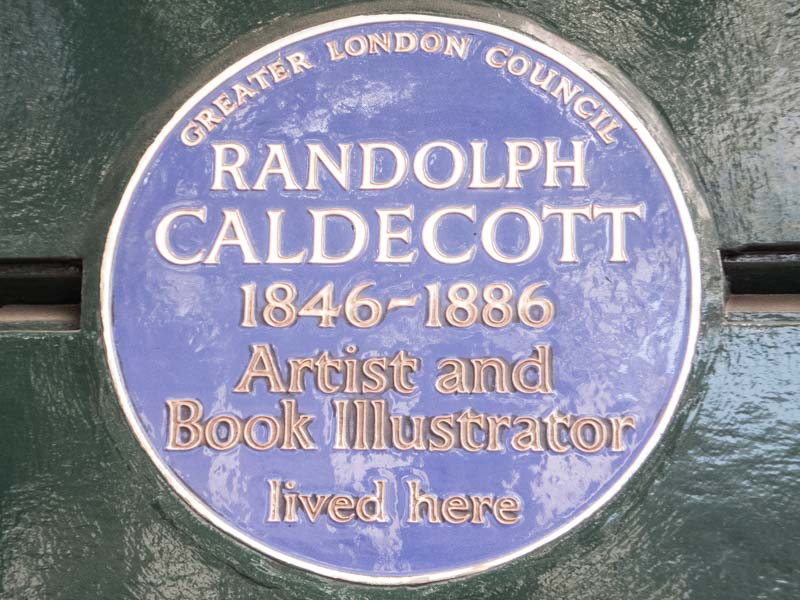 GREATER LONDON COUNCIL
RANDOLPH
CALDECOTT
1846-1886
Artist and
Book Illustrator
lived here